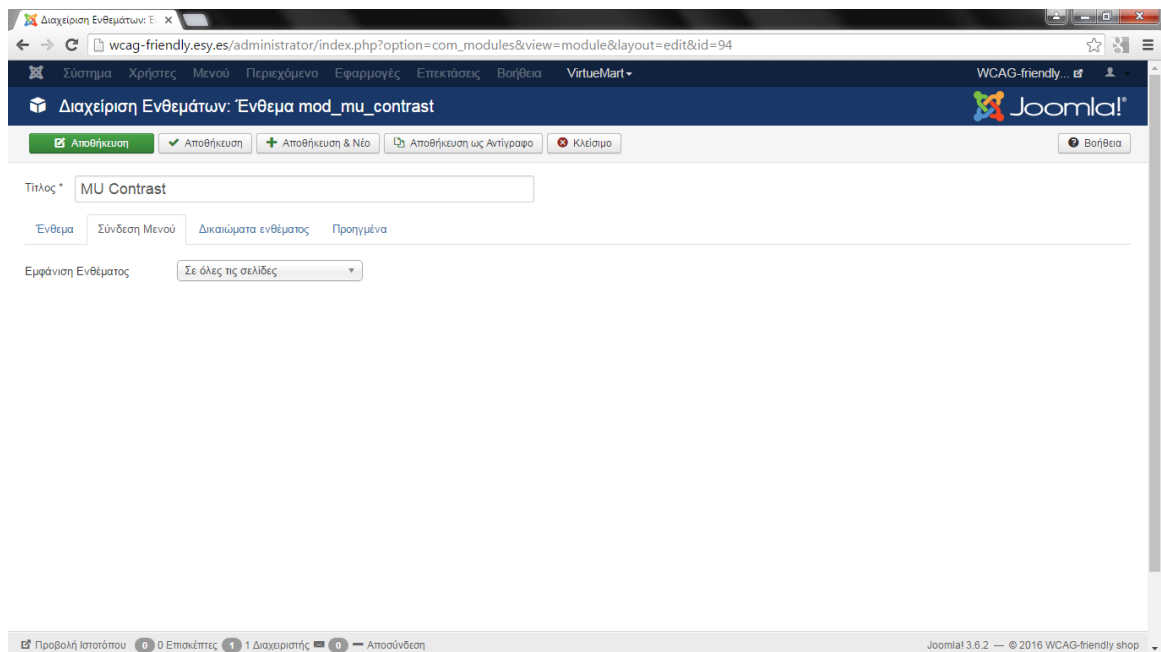 Διαχείριση Ενθεμάτων: Έ
wcag-friendly.esy.es/administrator/index.php?option=com_modules&view=module&layout=edit&id=94
Σύστημα Χρήστες Μενού Περιεχόμενο Εφαρμογές Επεκτάσεις Βοήθεια VirtueMart WCAG-friendly...
Διαχείριση Ενθεμάτων: Ένθεμα mod_mu_contrast Joomla!®
Αποθήκευση Αποθήκευση Αποθήκευση & Νέο Αποθήκευση ως Αντίγραφο Κλείσιμο Βοήθεια
Τίτλος * MU Contrast
Ένθεμα Σύνδεση Μενού Δικαιώματα ενθέματος Προηγμένα
Εμφάνιση Ενθέματος Σε όλες τις σελίδες
Προβολή Ιστοτόπου 0 0 Επισκέπτες 1 1 Διαχειριστής 0 Αποσύνδεση Joomla! 3.6.2 — © 2016 WCAG-friendly shop